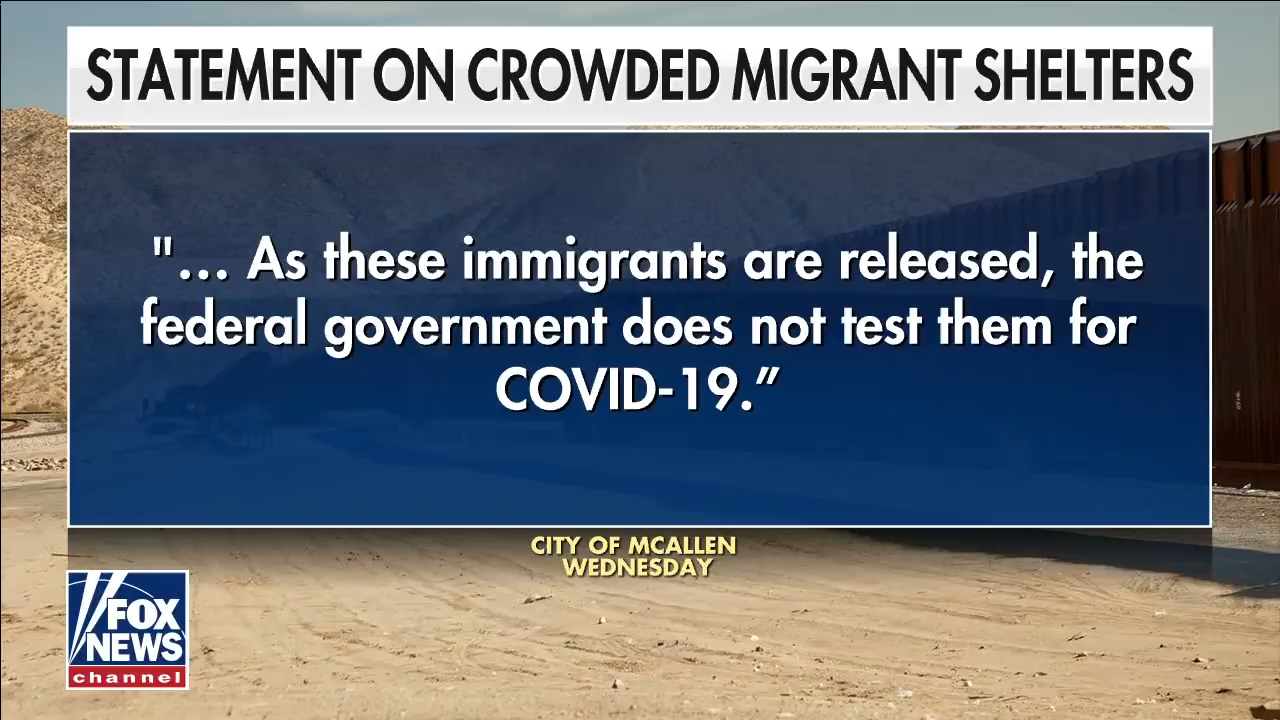 STATEMENT ON CROWDED MIGRANT SHELTERS
"... As these immigrants are released, the
federal government does not test them for
COVID-19.”
CITY OF MCALLEN
WEDNESDAY
FOX
NEWS
channel